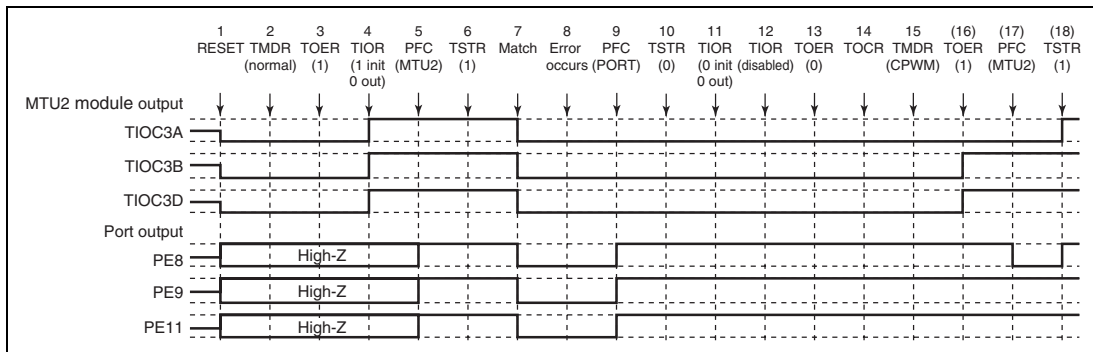 1 2 3 4 5 6 7 8 9 10 11 12 13 14 15 (16) (17) (18)
RESET TMDR TOER TIOR PFC TSTR Match Error PFC TSTR TIOR TIOR TOER TOCR TMDR TOER PFC TSTR
(normal) (1) (1 init (MTU2) (1) occurs (PORT) (0) (0 init (disabled) (0) (CPWM) (1) (MTU2) (1)
0 out) 0 out)
MTU2 module output
TIOC3A
TIOC3B
TIOC3D
Port output
PE8 High-Z
PE9 High-Z
PE11 High-Z